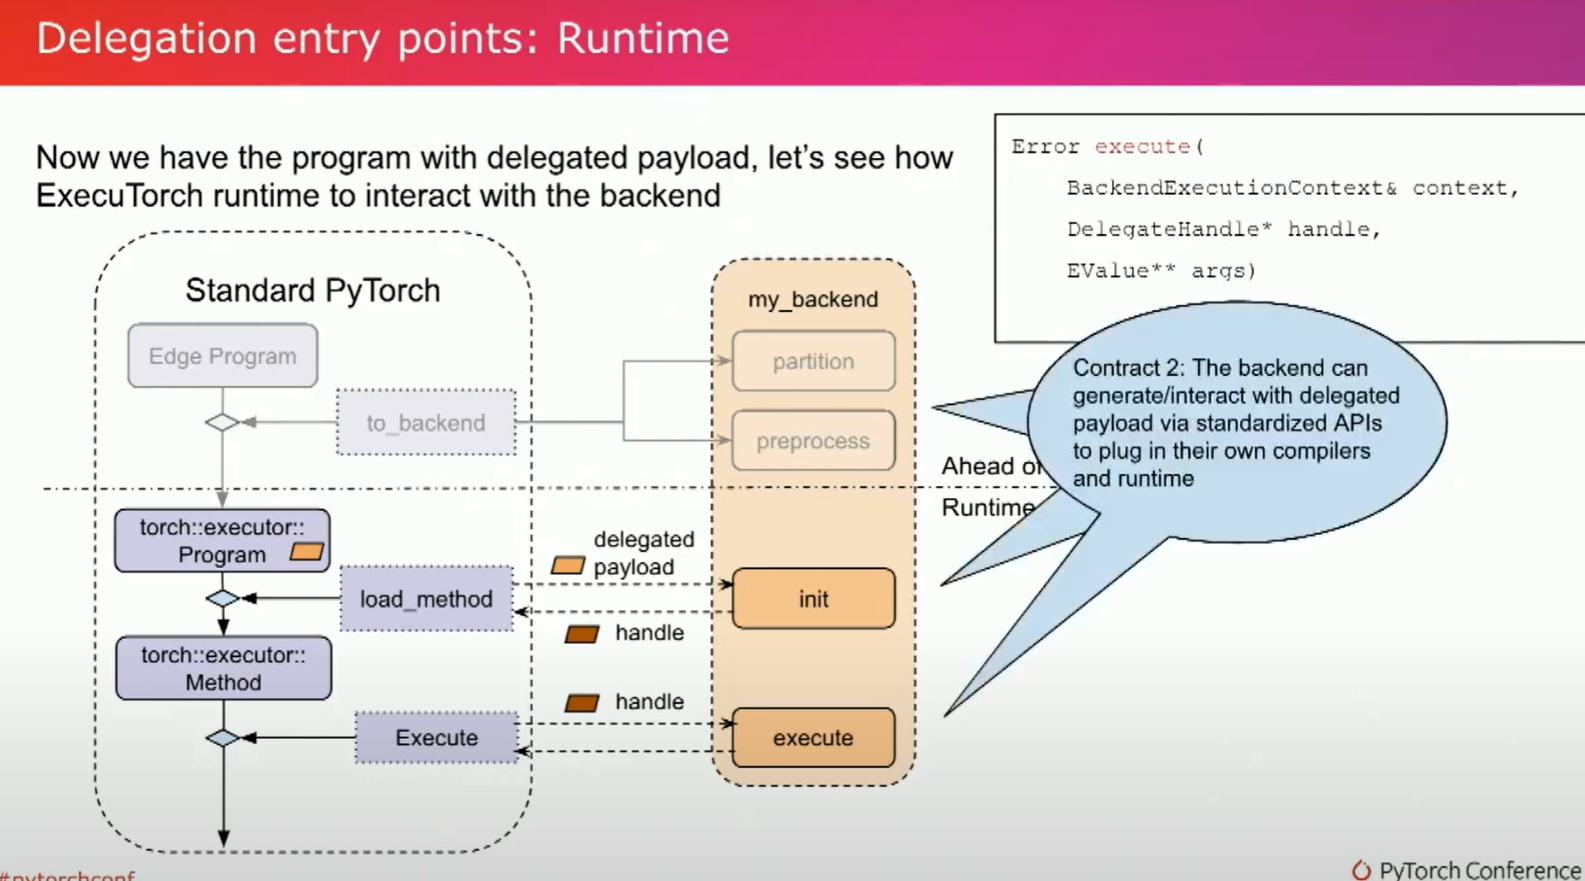 Delegation entry points: Runtime
Now we have the program with delegated payload, let's see how
ExecuTorch runtime to interact with the backend
Error execute(
BackendExecutionContext& context,
DelegateHandle* handle,
EValue** args)
Standard PyTorch
my_backend
Edge Program
partition
to_backend
preprocess
Contract 2: The backend can
generate/interact with delegated
payload via standardized APIs
to plug in their own compilers
and runtime
Ahead of
Runtime
torch::executor::
Program
delegated
payload
load_method
init
handle
torch::executor::
Method
handle
Execute
execute
#pytorchconf
PyTorch Conference